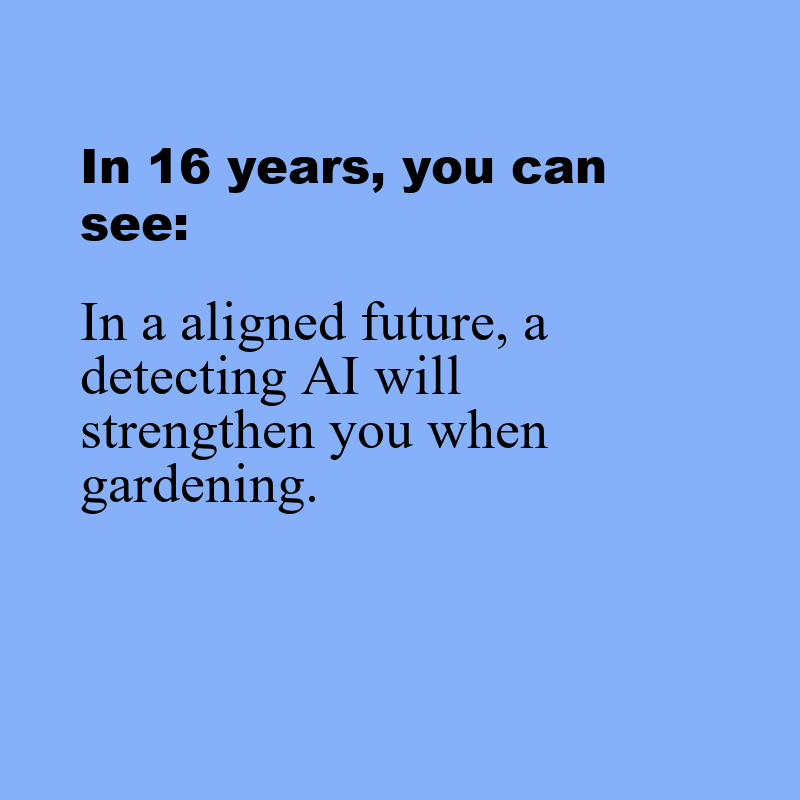 In 16 years, you can
see:
In a aligned future, a
detecting AI will
strengthen you when
gardening.